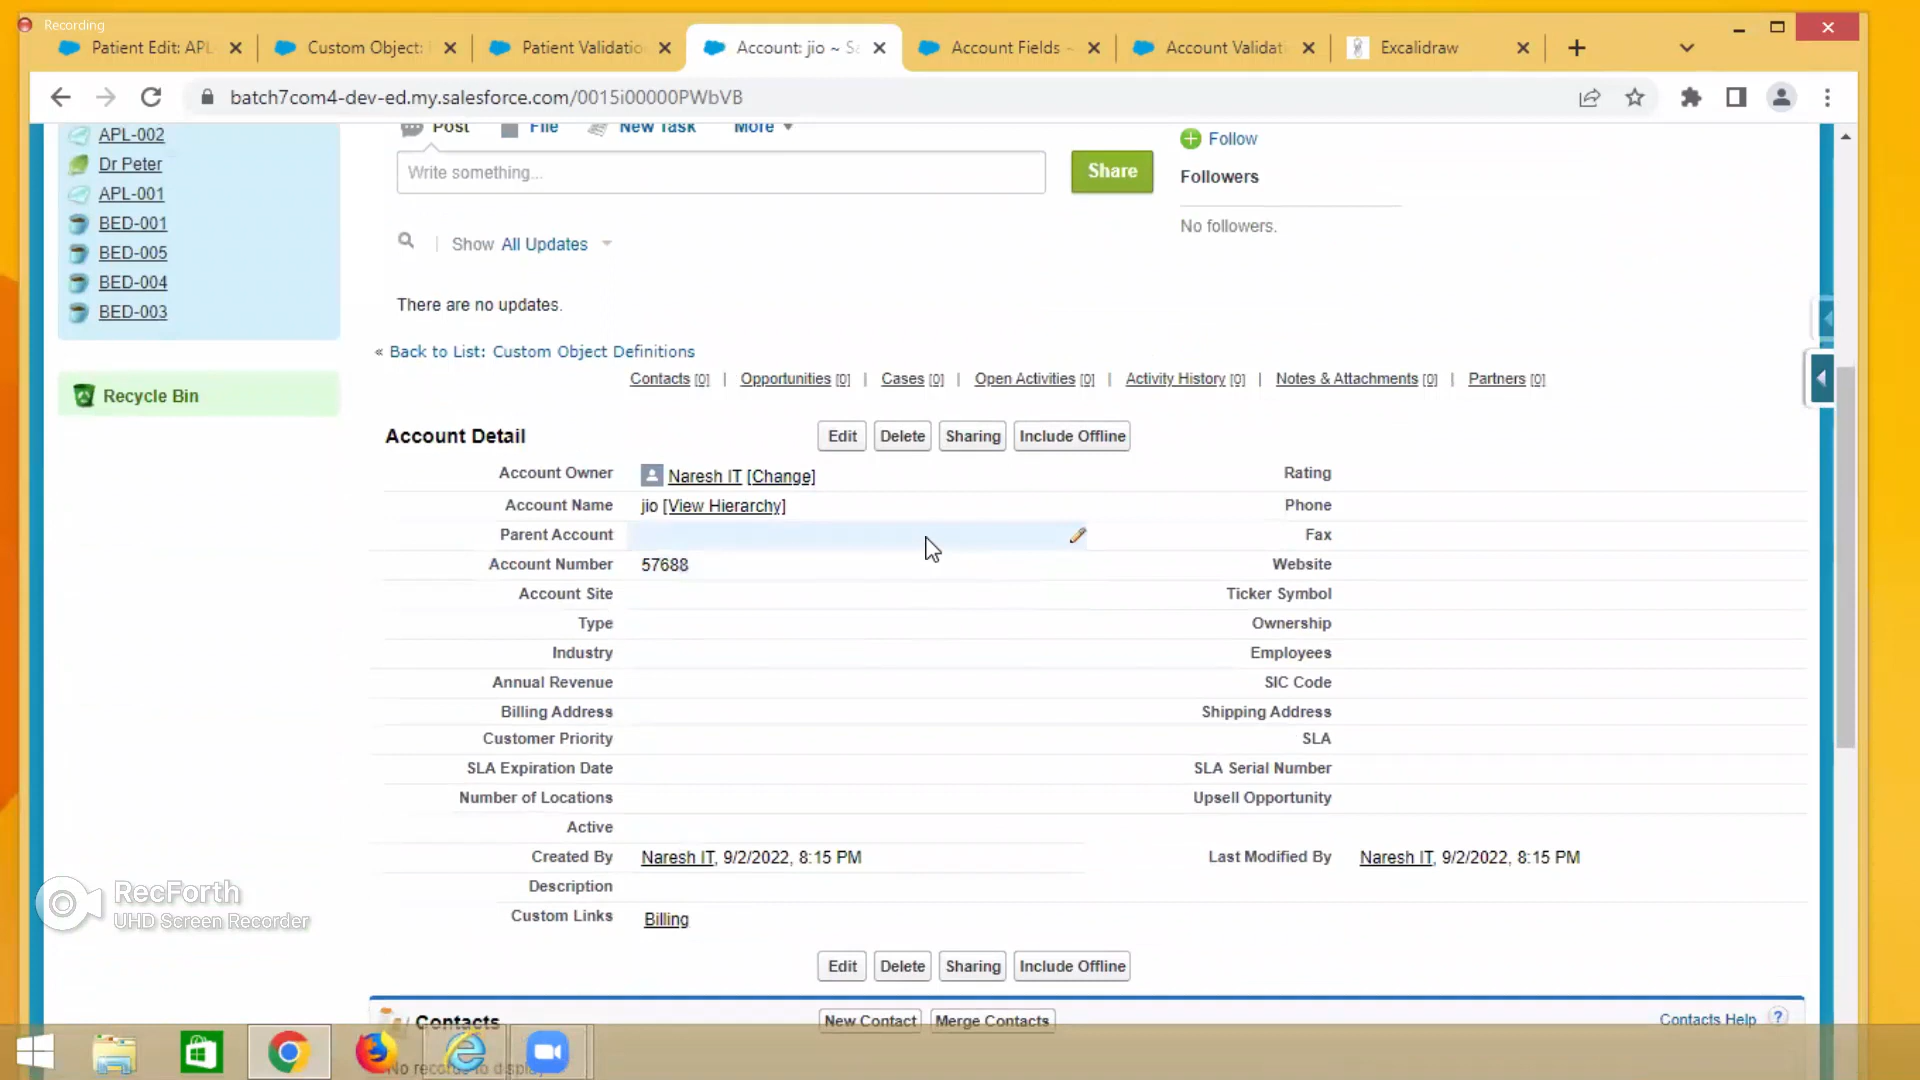 Recording
Patient Edit: APL
Custom Object:
Patient Validatio
Account: jio ~ Sa
Account Fields ~
Account Validat
Excalidraw
batch7com4-dev-ed.my.salesforce.com/0015i00000PWbVB
APL-002
Dr Peter
APL-001
BED-001
BED-005
BED-004
BED-003
Recycle Bin
Post File New Task More
Write something...
Share
Follow
Followers
No followers.
Show All Updates
There are no updates.
« Back to List: Custom Object Definitions
Contacts [0] | Opportunities [0] | Cases [0] | Open Activities [0] | Activity History [0] | Notes & Attachments [0] | Partners [0]
Account Detail Edit Delete Sharing Include Offline
Account Owner Naresh IT [Change] Rating
Account Name jio [View Hierarchy] Phone
Parent Account Fax
Account Number 57688 Website
Account Site Ticker Symbol
Type Ownership
Industry Employees
Annual Revenue SIC Code
Billing Address Shipping Address
Customer Priority SLA
SLA Expiration Date SLA Serial Number
Number of Locations Upsell Opportunity
Active
Created By Naresh IT, 9/2/2022, 8:15 PM Last Modified By Naresh IT, 9/2/2022, 8:15 PM
Description
Custom Links Billing
Edit Delete Sharing Include Offline
Contacts New Contact Merge Contacts Contacts Help ?
No records to display
RecForth
UHD Screen Recorder